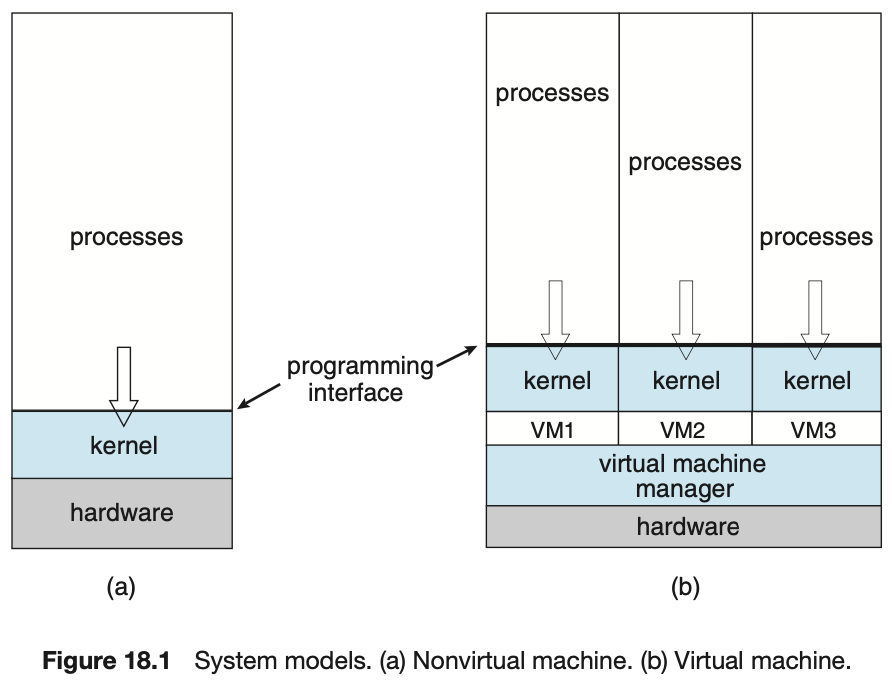 processes
kernel
hardware
(a)
programming
interface
processes
processes
processes
kernel
kernel
kernel
VM1
VM2
VM3
virtual machine
manager
hardware
(b)
Figure 18.1 System models. (a) Nonvirtual machine. (b) Virtual machine.